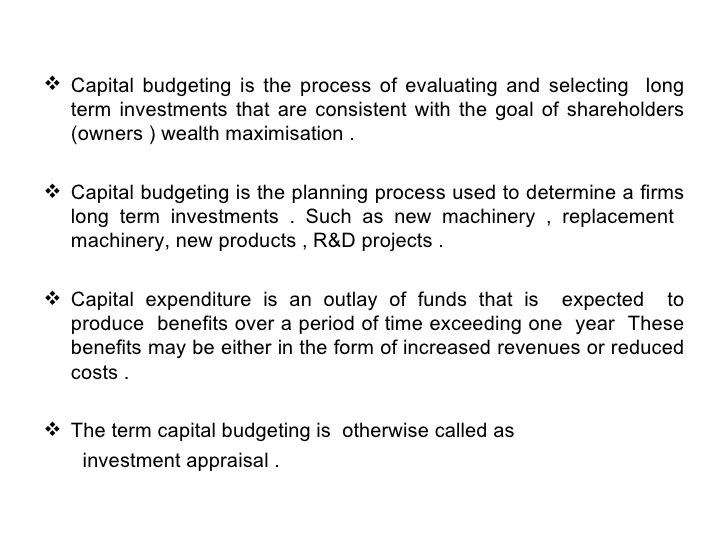 ❖ Capital budgeting is the process of evaluating and selecting long
term investments that are consistent with the goal of shareholders
(owners ) wealth maximisation .
❖ Capital budgeting is the planning process used to determine a firms
long term investments . Such as new machinery , replacement
machinery, new products , R&D projects .
❖ Capital expenditure is an outlay of funds that is expected to
produce benefits over a period of time exceeding one year These
benefits may be either in the form of increased revenues or reduced
costs .
❖ The term capital budgeting is otherwise called as
investment appraisal .